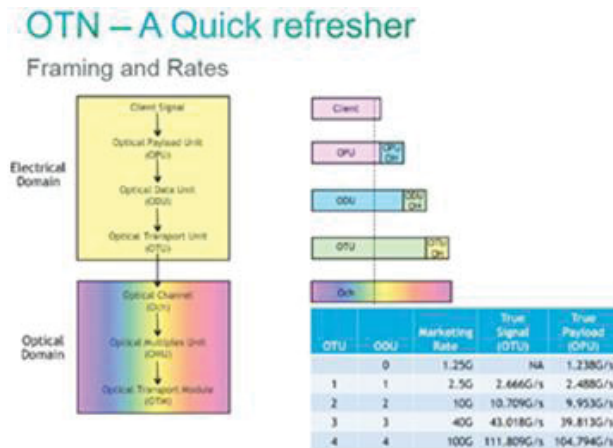 OTN – A Quick refresher
Framing and Rates
Client Signal
Optical Payload Unit
(OPU)
Electrical
Domain
Optical Data Unit
(ODU)
Optical Transport Unit
(OTU)
Optical Channel
(Och)
Optical
Domain
Optical Multiplex Unit
(OMU)
Optical Transport Module
(OTM)
Client
OPU OPU
OH
ODU ODU
OH
OTU OTU
OH
Och
OTU ODU Marketing Rate True Signal (OTU) True Payload (OPU)
0 1.25G NA 1.238G/s
1 1 2.5G 2.666G/s 2.488G/s
2 2 10G 10.709G/s 9.953G/s
3 3 40G 43.018G/s 39.813G/s
4 4 100G 111.809G/s 104.794G/s